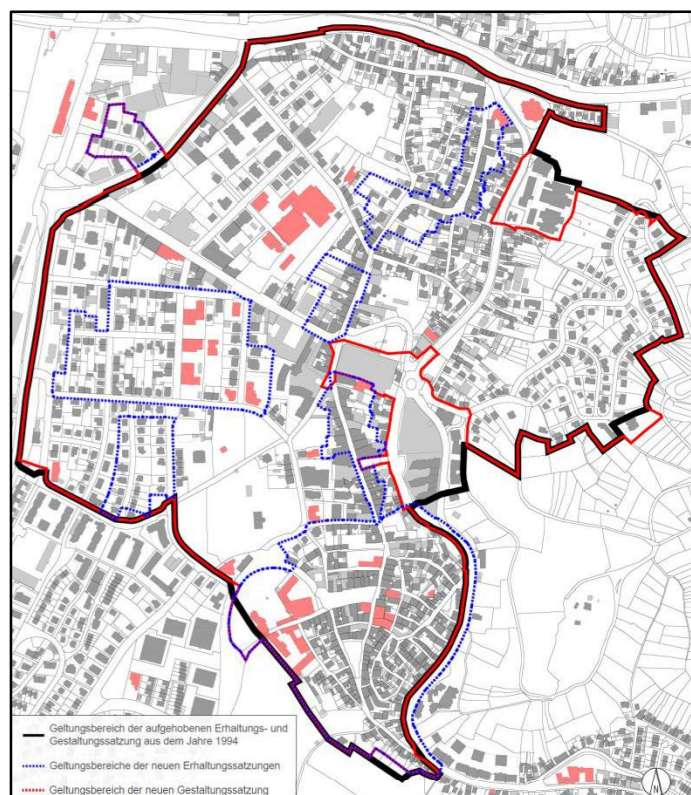 Geltungsbereich der aufgehobenen Erhaltungs- und
Gestaltungssatzung aus dem Jahre 1994
Geltungsbereiche der neuen Erhaltungssatzungen
Geltungsbereich der neuen Gestaltungssatzung
N